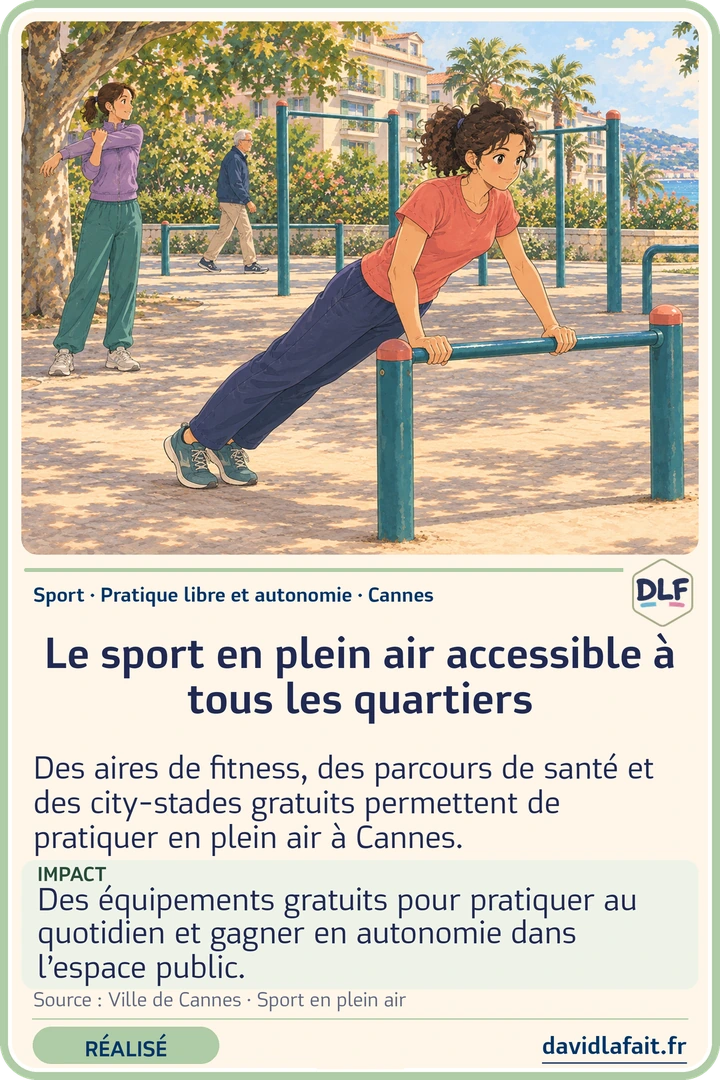 Sport · Pratique libre et autonomie · Cannes
DLF
Le sport en plein air accessible à
tous les quartiers
Des aires de fitness, des parcours de santé et
des city-stades gratuits permettent de
pratiquer en plein air à Cannes.
IMPACT
Des équipements gratuits pour pratiquer au
quotidien et gagner en autonomie dans
l’espace public.
Source : Ville de Cannes · Sport en plein air
RÉALISÉ
davidlafait.fr